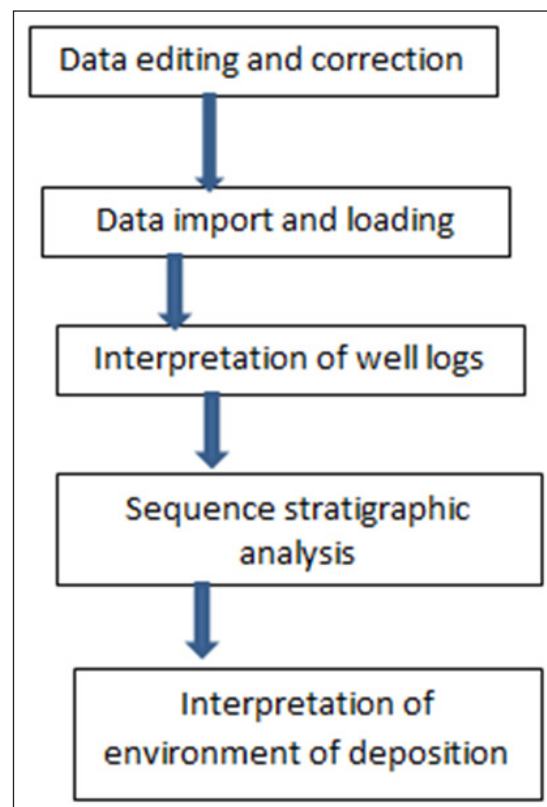 Data editing and correction
Data import and loading
Interpretation of well logs
Sequence stratigraphic
analysis
Interpretation of
environment of deposition